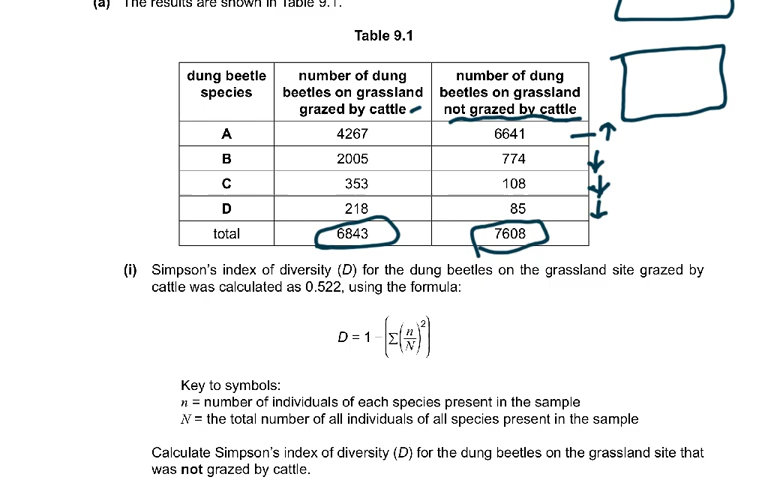 (a) The results are shown in Table 9.1.
Table 9.1
dung beetle species
number of dung beetles on grassland grazed by cattle
number of dung beetles on grassland not grazed by cattle
A 4267 6641
B 2005 774
C 353 108
D 218 85
total 6843 7608
(i) Simpson's index of diversity (D) for the dung beetles on the grassland site grazed by
cattle was calculated as 0.522, using the formula:
D = 1 - (Σ(n/N)²)
Key to symbols:
n = number of individuals of each species present in the sample
N = the total number of all individuals of all species present in the sample
Calculate Simpson's index of diversity (D) for the dung beetles on the grassland site that
was not grazed by cattle.